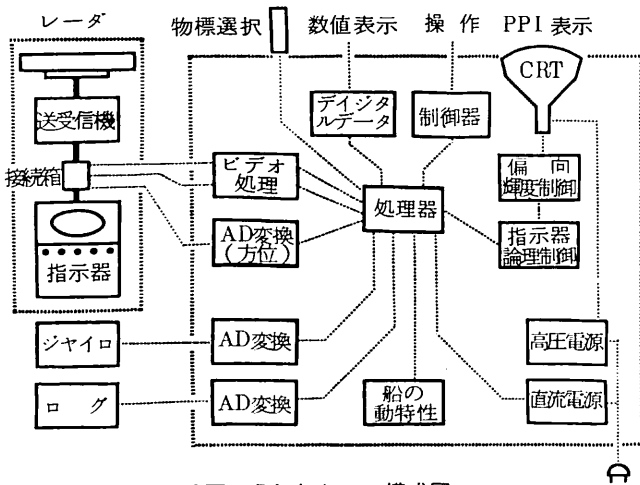 レーダ
物標選択
数値表示
操作
PPI表示
CRT
送受信機
デイジタ
ルデータ
制御器
接続箱
ビデオ
処理
処理器
偏向
輝度制御
AD変換
(方位)
指示器
論理制御
指示器
ジヤイロ
AD変換
高圧電源
ログ
AD変換
船の
動特性
直流電源